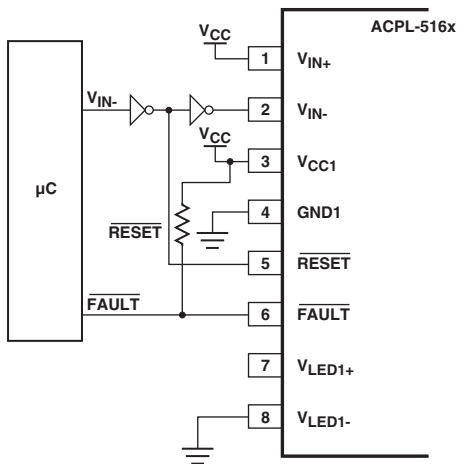 ACPL-516x
VCC
1 VIN+
VIN-
2 VIN-
VCC
3 VCC1
µC
4 GND1
RESET
5 RESET
FAULT
6 FAULT
7 VLED1+
8 VLED1-